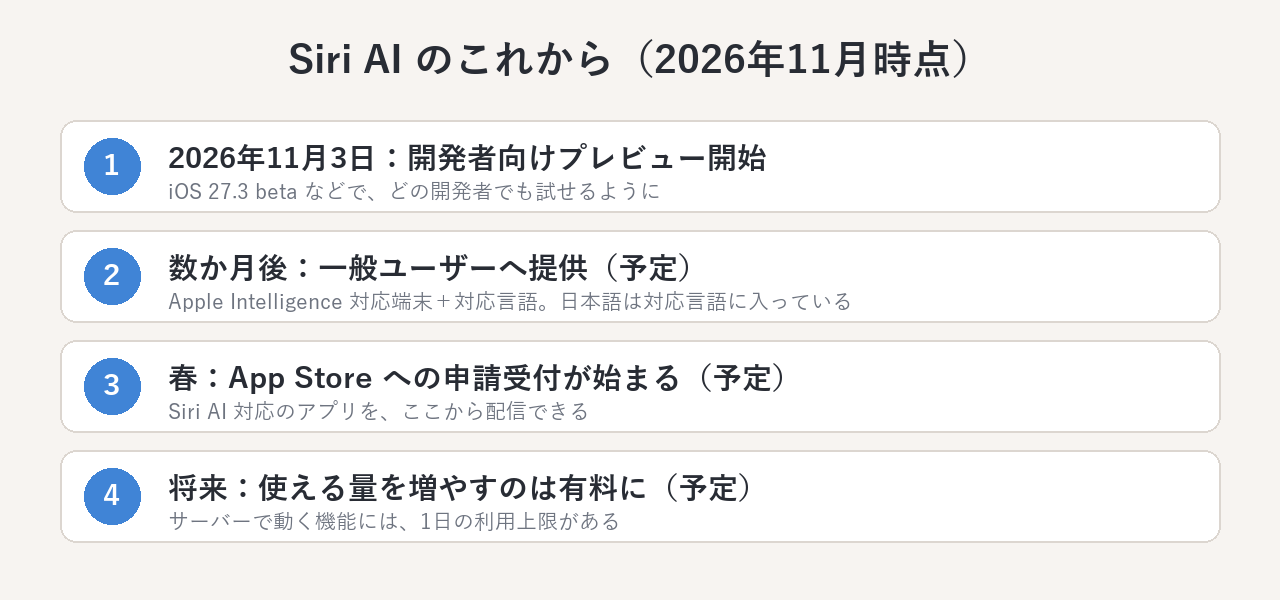 Siri AI のこれから（2026年11月時点）
1
2026年11月3日：開発者向けプレビュー開始
iOS 27.3 beta などで、どの開発者でも試せるように
2
数か月後：一般ユーザーへ提供（予定）
Apple Intelligence 対応端末＋対応言語。日本語は対応言語に入っている
3
春：App Store への申請受付が始まる（予定）
Siri AI 対応のアプリを、ここから配信できる
4
将来：使える量を増やすのは有料に（予定）
サーバーで動く機能には、1日の利用上限がある